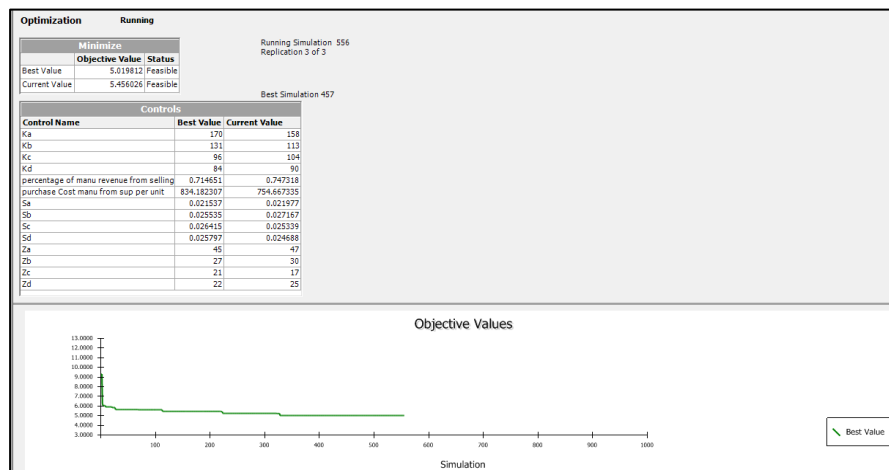 Optimization Running
Running Simulation 556
Replication 3 of 3
Minimize
Objective Value Status
Best Value 5.019812 Feasible
Current Value 5.456026 Feasible
Best Simulation 457
Controls
Control Name Best Value Current Value
Ka 170 158
Kb 131 113
Kc 96 104
Kd 84 90
percentage of manu revenue from selling 0.714651 0.747318
purchase Cost manu from sup per unit 834.182307 754.667335
Sa 0.021537 0.021977
Sb 0.025535 0.027167
Sc 0.026415 0.025339
Sd 0.025797 0.024688
Za 45 47
Zb 27 30
Zc 21 17
Zd 22 25
Objective Values
13.0000
12.0000
11.0000
10.0000
9.0000
8.0000
7.0000
6.0000
5.0000
4.0000
3.0000
100 200 300 400 500 600 700 800 900 1000
Best Value
Simulation